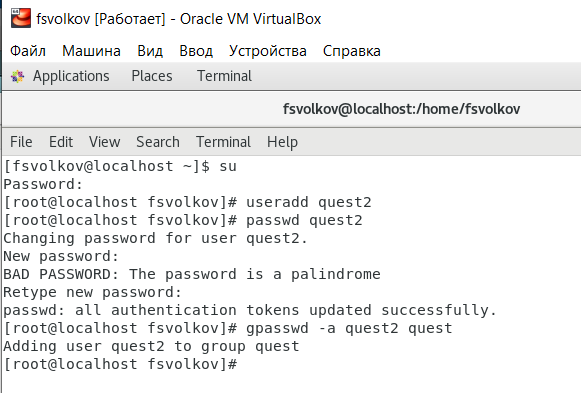 fsvolkov [Работает] - Oracle VM VirtualBox
Файл Машина Вид Ввод Устройства Справка
Applications Places Terminal
fsvolkov@localhost:/home/fsvolkov
File Edit View Search Terminal Help
[fsvolkov@localhost ~]$ su
Password:
[root@localhost fsvolkov]# useradd quest2
[root@localhost fsvolkov]# passwd quest2
Changing password for user quest2.
New password:
BAD PASSWORD: The password is a palindrome
Retype new password:
passwd: all authentication tokens updated successfully.
[root@localhost fsvolkov]# gpasswd -a quest2 quest
Adding user quest2 to group quest
[root@localhost fsvolkov]#